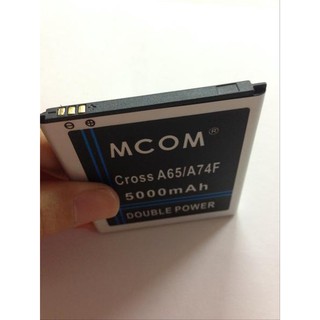 MCOM®
Cross A65/A74F
5000mAh
DOUBLE POWER